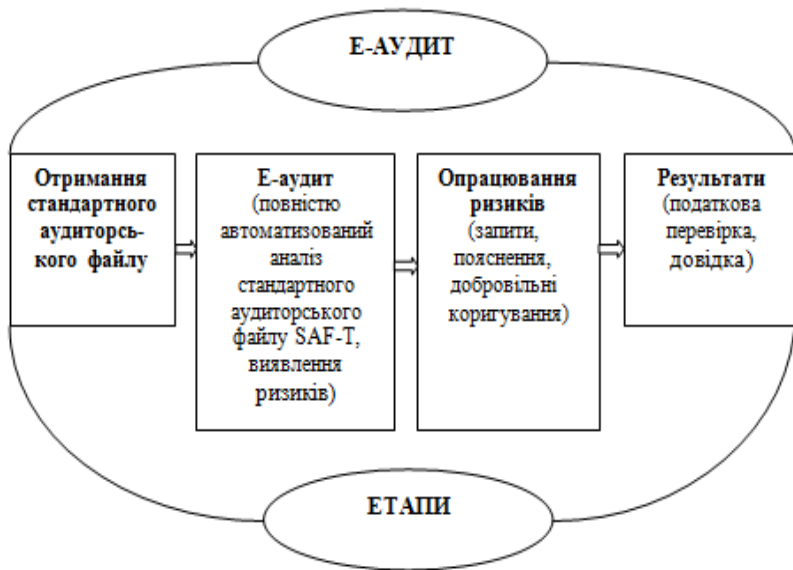 Е-АУДИТ
Отримання
стандартного
аудиторсь-
кого файлу
Е-аудит
(повністю
автоматизований
аналіз
стандартного
аудиторського
файлу SAF-T,
виявлення
ризиків)
Опрацювання
ризиків
(запити,
пояснення,
добровільні
коригування)
Результати
(податкова
перевірка,
довідка)
ЕТАПИ